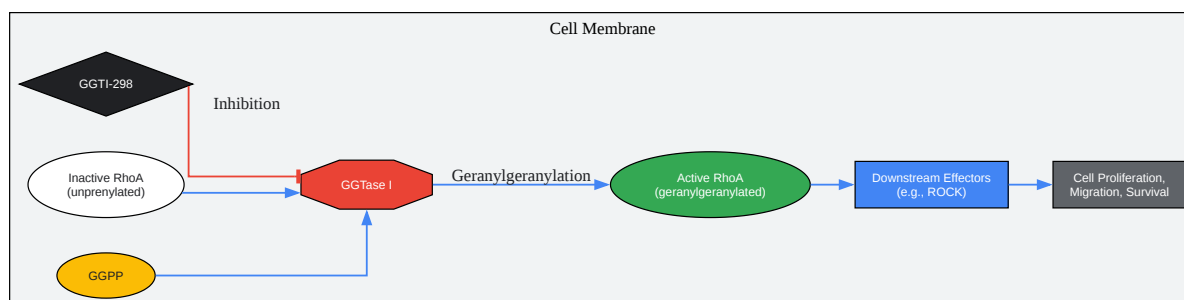 Cell Membrane
GGTI-298
Inhibition
Inactive RhoA
(unprenylated)
GGTase I
Geranylgeranylation
Active RhoA
(geranylgeranylated)
Downstream Effectors
(e.g., ROCK)
Cell Proliferation,
Migration, Survival
GGPP